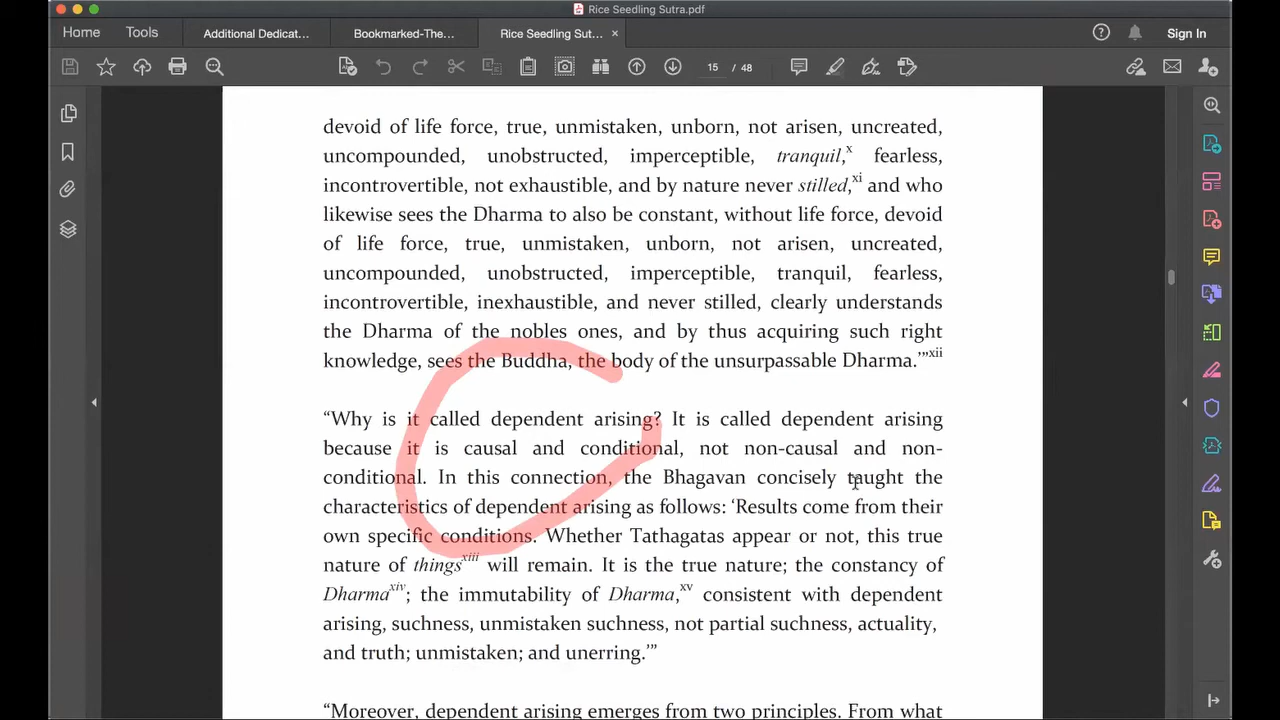 Rice Seedling Sutra.pdf
Home Tools Additional Dedicat... Bookmarked-The... Rice Seedling Sut... × Sign In
15 / 48
devoid of life force, true, unmistaken, unborn, not arisen, uncreated,
uncompounded, unobstructed, imperceptible, tranquil,x fearless,
incontrovertible, not exhaustible, and by nature never stilled,xi and who
likewise sees the Dharma to also be constant, without life force, devoid
of life force, true, unmistaken, unborn, not arisen, uncreated,
uncompounded, unobstructed, imperceptible, tranquil, fearless,
incontrovertible, inexhaustible, and never stilled, clearly understands
the Dharma of the nobles ones, and by thus acquiring such right
knowledge, sees the Buddha, the body of the unsurpassable Dharma.’”xii
“Why is it called dependent arising? It is called dependent arising
because it is causal and conditional, not non-causal and non-
conditional. In this connection, the Bhagavan concisely taught the
characteristics of dependent arising as follows: ‘Results come from their
own specific conditions. Whether Tathagatas appear or not, this true
nature of thingsxiii will remain. It is the true nature; the constancy of
Dharmaxiv; the immutability of Dharma,xv consistent with dependent
arising, suchness, unmistaken suchness, not partial suchness, actuality,
and truth; unmistaken; and unerring.’”
“Moreover, dependent arising emerges from two principles. From what